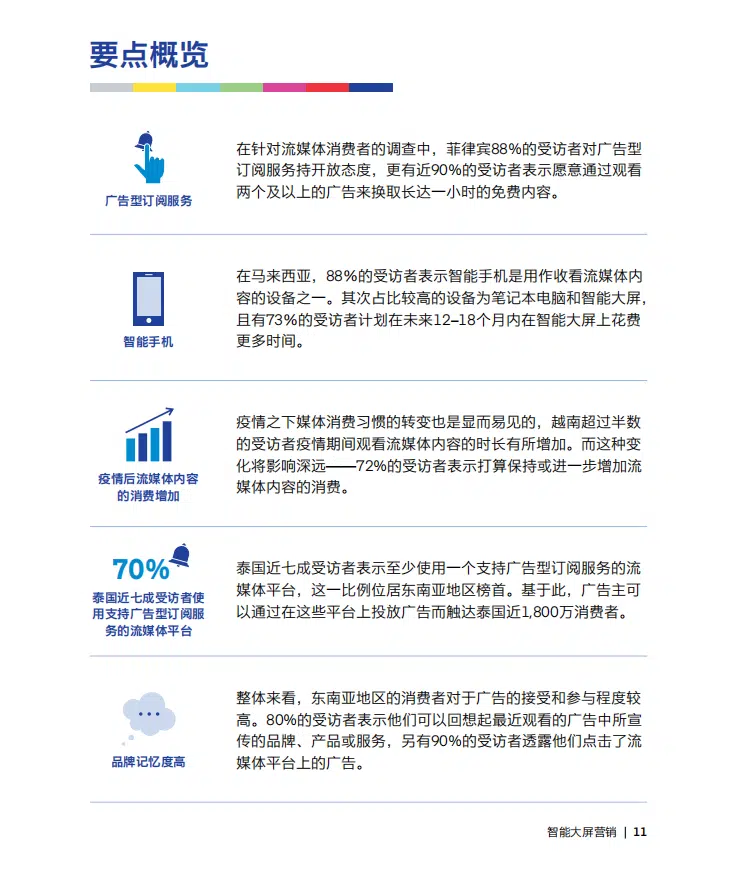 要点概览
广告型订阅服务
在针对流媒体消费者的调查中，菲律宾88%的受访者对广告型
订阅服务持开放态度，更有近90%的受访者表示愿意通过观看
两个及以上的广告来换取长达一小时的免费内容。
智能手机
在马来西亚，88%的受访者表示智能手机是用作收看流媒体内
容的设备之一。其次占比较高的设备为笔记本电脑和智能大屏，
且有73%的受访者计划在未来12–18个月内在智能大屏上花费
更多时间。
疫情后流媒体内容
的消费增加
疫情之下媒体消费习惯的转变也是显而易见的，越南超过半数
的受访者疫情期间观看流媒体内容的时长有所增加。而这种变
化将影响深远——72%的受访者表示打算保持或进一步增加流
媒体内容的消费。
70%
泰国近七成受访者使
用支持广告型订阅服
务的流媒体平台
泰国近七成受访者表示至少使用一个支持广告型订阅服务的流
媒体平台，这一比例位居东南亚地区榜首。基于此，广告主可
以通过在这些平台上投放广告而触达泰国近1,800万消费者。
品牌记忆度高
整体来看，东南亚地区的消费者对于广告的接受和参与程度较
高。80%的受访者表示他们可以回想起最近观看的广告中所宣
传的品牌、产品或服务，另有90%的受访者透露他们点击了流
媒体平台上的广告。
智能大屏营销 | 11